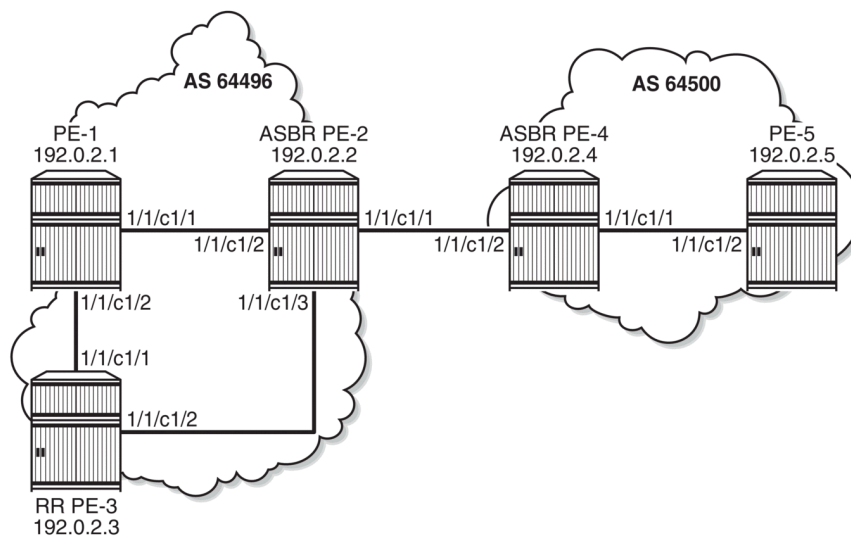 AS 64496
AS 64500
PE-1
192.0.2.1
ASBR PE-2
192.0.2.2
ASBR PE-4
192.0.2.4
PE-5
192.0.2.5
1/1/c1/1
1/1/c1/2
1/1/c1/1
1/1/c1/2
1/1/c1/1
1/1/c1/2
1/1/c1/2
1/1/c1/3
1/1/c1/1
1/1/c1/2
RR PE-3
192.0.2.3